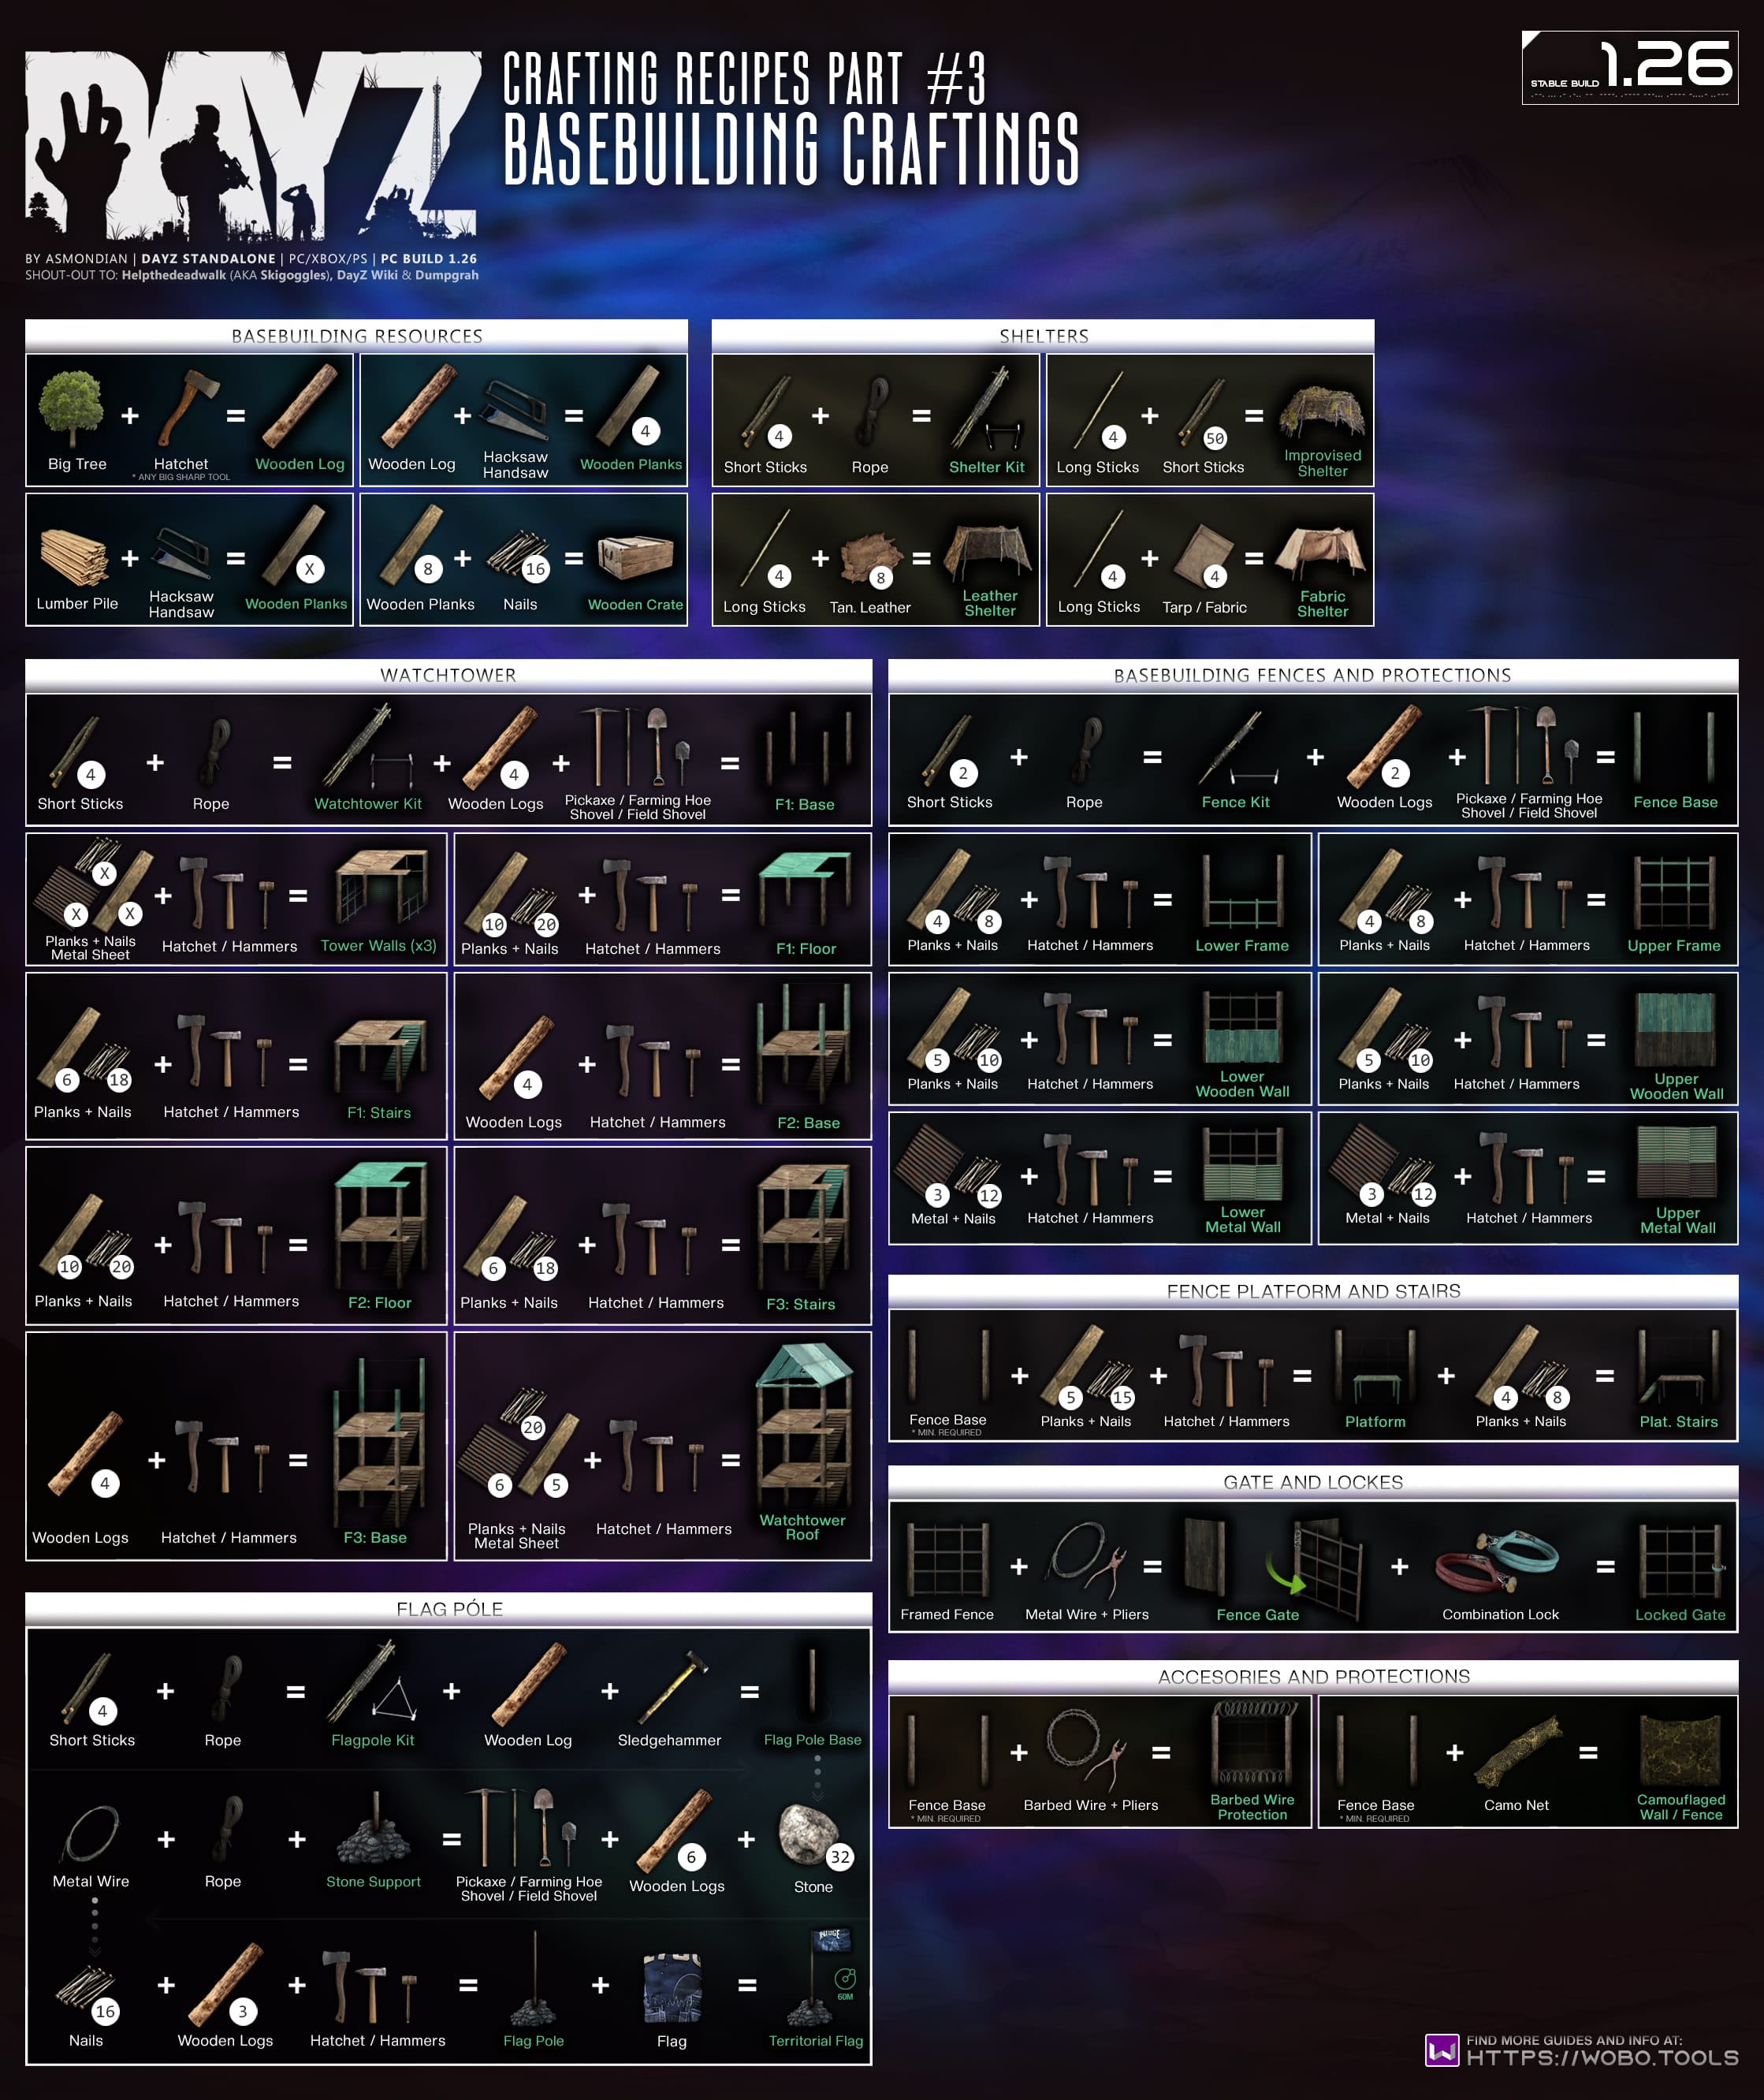 DAYZ
CRAFTING RECIPES PART #3
BASEBUILDING CRAFTINGS
STABLE BUILD 1.26
BY ASMONDIAN | DAYZ STANDALONE | PC/XBOX/PS | PC BUILD 1.26
SHOUT-OUT TO: Helpthedeadwalk (AKA Skigoggles), DayZ Wiki & Dumpgrah
BASEBUILDING RESOURCES
Big Tree + Hatchet = Wooden Log
* ANY BIG SHARP TOOL
Wooden Log + Hacksaw Handsaw = 4 Wooden Planks
Lumber Pile + Hacksaw Handsaw = X Wooden Planks
8 Wooden Planks + 16 Nails = Wooden Crate
SHELTERS
4 Short Sticks + Rope = Shelter Kit
4 Long Sticks + 50 Short Sticks = Improvised Shelter
4 Long Sticks + 8 Tan. Leather = Leather Shelter
4 Long Sticks + 4 Tarp / Fabric = Fabric Shelter
WATCHTOWER
4 Short Sticks + Rope = Watchtower Kit + 4 Wooden Logs + Pickaxe / Farming Hoe Shovel / Field Shovel = F1: Base
X X X Planks + Nails Metal Sheet + Hatchet / Hammers = Tower Walls (x3)
10 20 Planks + Nails + Hatchet / Hammers = F1: Floor
6 18 Planks + Nails + Hatchet / Hammers = F1: Stairs
4 Wooden Logs + Hatchet / Hammers = F2: Base
10 20 Planks + Nails + Hatchet / Hammers = F2: Floor
6 18 Planks + Nails + Hatchet / Hammers = F3: Stairs
4 Wooden Logs + Hatchet / Hammers = F3: Base
20 6 5 Planks + Nails Metal Sheet + Hatchet / Hammers = Watchtower Roof
FLAG PÓLE
4 Short Sticks + Rope = Flagpole Kit + Wooden Log + Sledgehammer = Flag Pole Base
Metal Wire + Rope + Stone Support = Pickaxe / Farming Hoe Shovel / Field Shovel + 6 Wooden Logs + 32 Stone
16 Nails + 3 Wooden Logs + Hatchet / Hammers = Flag Pole + Flag = 60M Territorial Flag
BASEBUILDING FENCES AND PROTECTIONS
2 Short Sticks + Rope = Fence Kit + 2 Wooden Logs + Pickaxe / Farming Hoe Shovel / Field Shovel = Fence Base
4 8 Planks + Nails + Hatchet / Hammers = Lower Frame
4 8 Planks + Nails + Hatchet / Hammers = Upper Frame
5 10 Planks + Nails + Hatchet / Hammers = Lower Wooden Wall
5 10 Planks + Nails + Hatchet / Hammers = Upper Wooden Wall
3 12 Metal + Nails + Hatchet / Hammers = Lower Metal Wall
3 12 Metal + Nails + Hatchet / Hammers = Upper Metal Wall
FENCE PLATFORM AND STAIRS
Fence Base + 5 15 Planks + Nails + Hatchet / Hammers = Platform + 4 8 Planks + Nails = Plat. Stairs
* MIN. REQUIRED
GATE AND LOCKES
Framed Fence + Metal Wire + Pliers = Fence Gate + Combination Lock = Locked Gate
ACCESORIES AND PROTECTIONS
Fence Base + Barbed Wire + Pliers = Barbed Wire Protection
* MIN. REQUIRED
Fence Base + Camo Net = Camouflaged Wall / Fence
* MIN. REQUIRED
FIND MORE GUIDES AND INFO AT:
HTTPS://WOBO.TOOLS